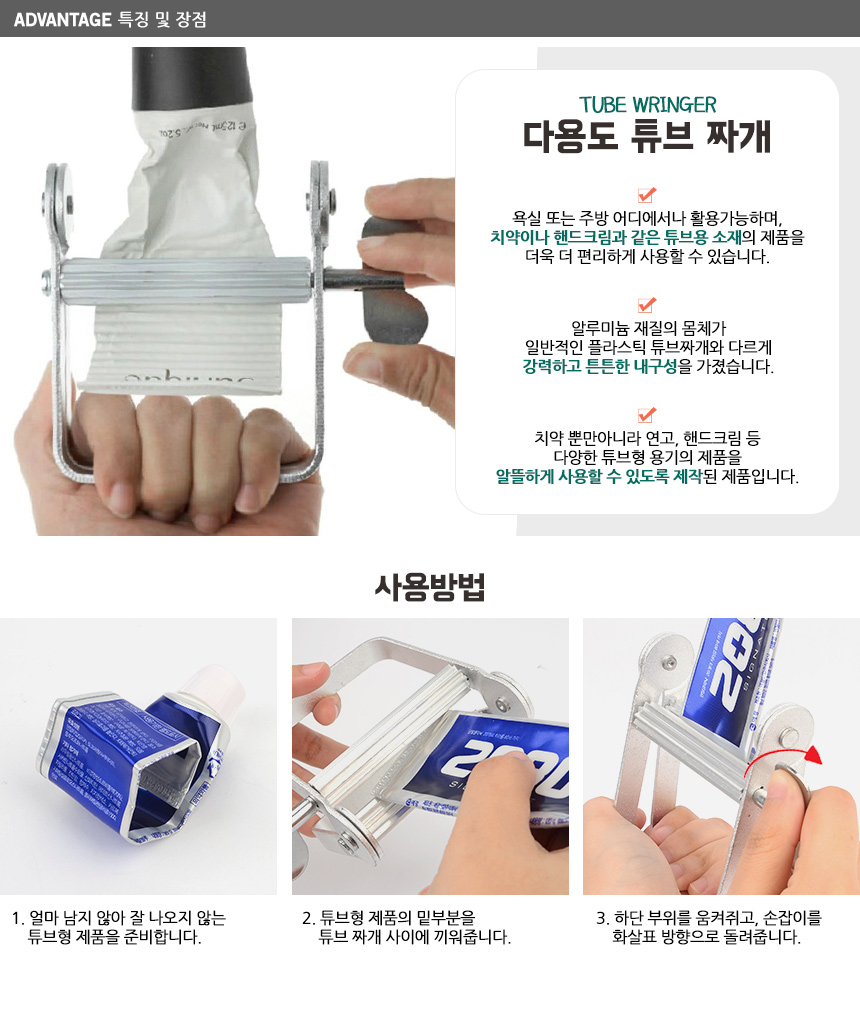 ADVANTAGE 특징 및 장점
TUBE WRINGER
다용도 튜브 짜개
욕실 또는 주방 어디에서나 활용가능하며,
치약이나 핸드크림과 같은 튜브용 소재의 제품을
더욱 더 편리하게 사용할 수 있습니다.
알루미늄 재질의 몸체가
일반적인 플라스틱 튜브짜개와 다르게
강력하고 튼튼한 내구성을 가졌습니다.
치약 뿐만아니라 연고, 핸드크림 등
다양한 튜브형 용기의 제품을
알뜰하게 사용할 수 있도록 제작된 제품입니다.
사용방법
2080
1. 얼마 남지 않아 잘 나오지 않는
튜브형 제품을 준비합니다.
2. 튜브형 제품의 밑부분을
튜브 짜개 사이에 끼워줍니다.
3. 하단 부위를 움켜쥐고, 손잡이를
화살표 방향으로 돌려줍니다.